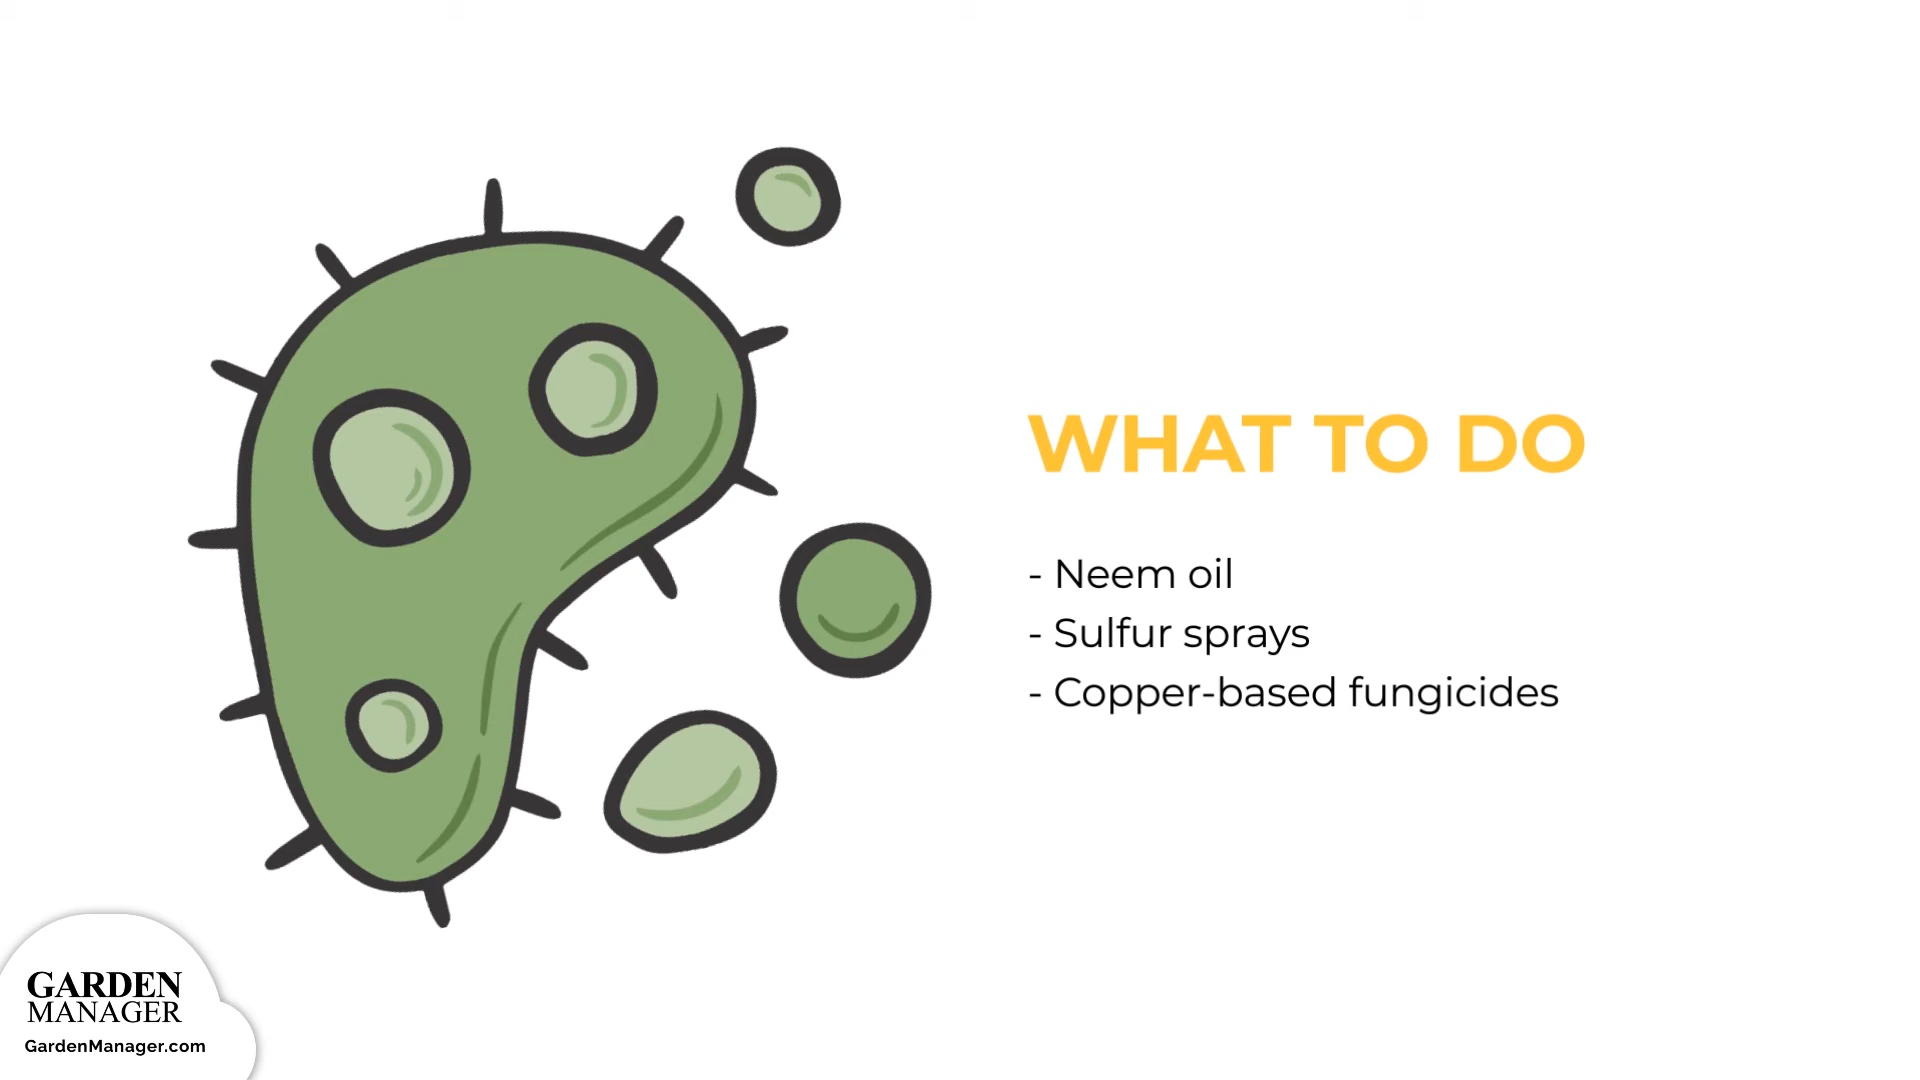 WHAT TO DO
- Neem oil
- Sulfur sprays
- Copper-based fungicides
GARDEN
MANAGER
GardenManager.com